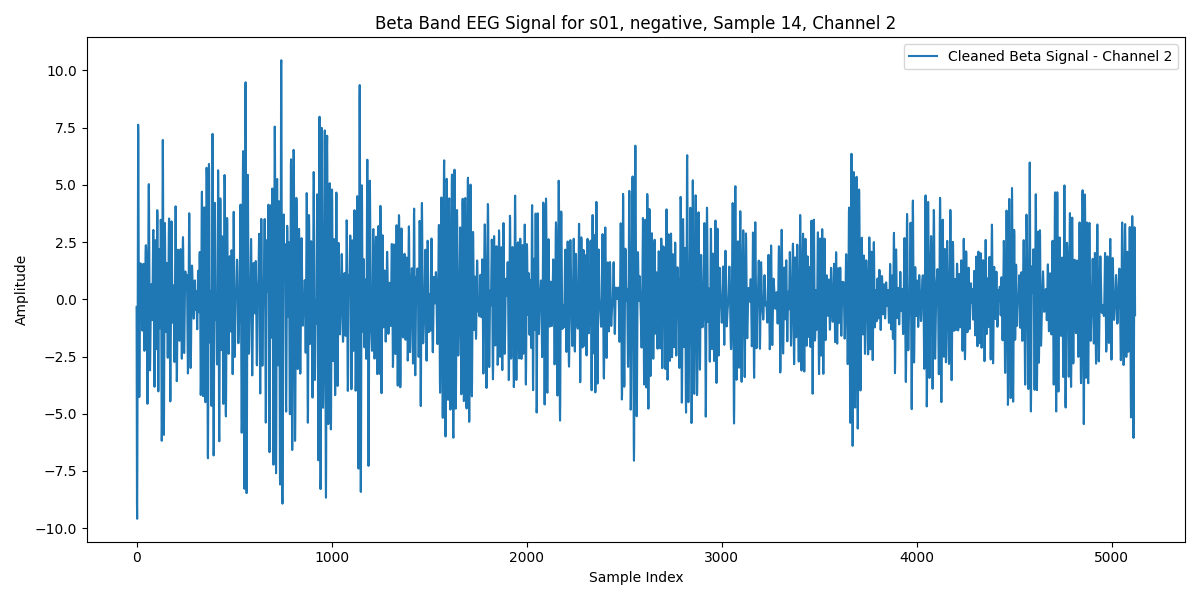 Beta Band EEG Signal for s01, negative, Sample 14, Channel 2
Cleaned Beta Signal - Channel 2
Amplitude
10.0
7.5
5.0
2.5
0.0
−2.5
−5.0
−7.5
−10.0
0 1000 2000 3000 4000 5000
Sample Index